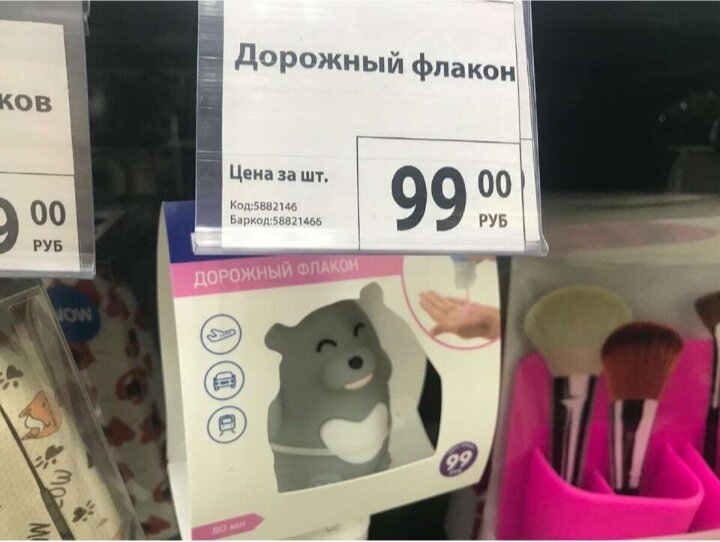 ков
9 00
РУБ
Дорожный флакон
Цена за шт.
Код:5882146
Баркод:58821466
99 00
РУБ
ДОРОЖНЫЙ ФЛАКОН
NOW
99
80 мл